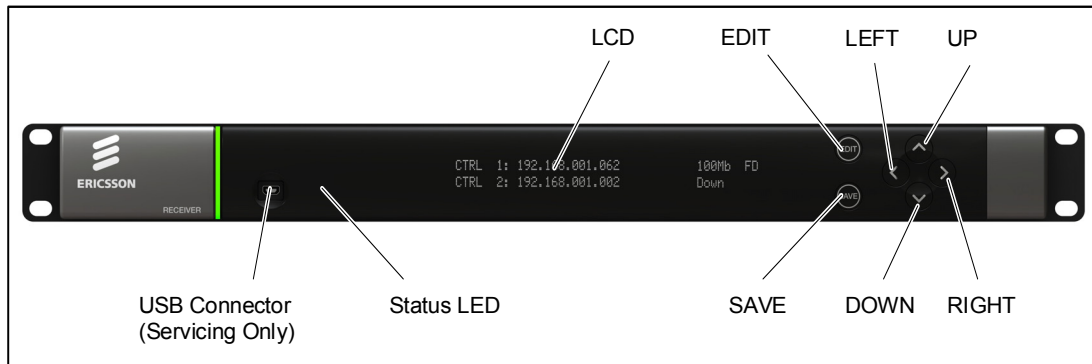 LCD EDIT LEFT UP
CTRL 1: 192.168.001.062 100Mb FD
CTRL 2: 192.168.001.002 Down
EDIT
SAVE
ERICSSON
RECEIVER
USB Connector Status LED SAVE DOWN RIGHT
(Servicing Only)